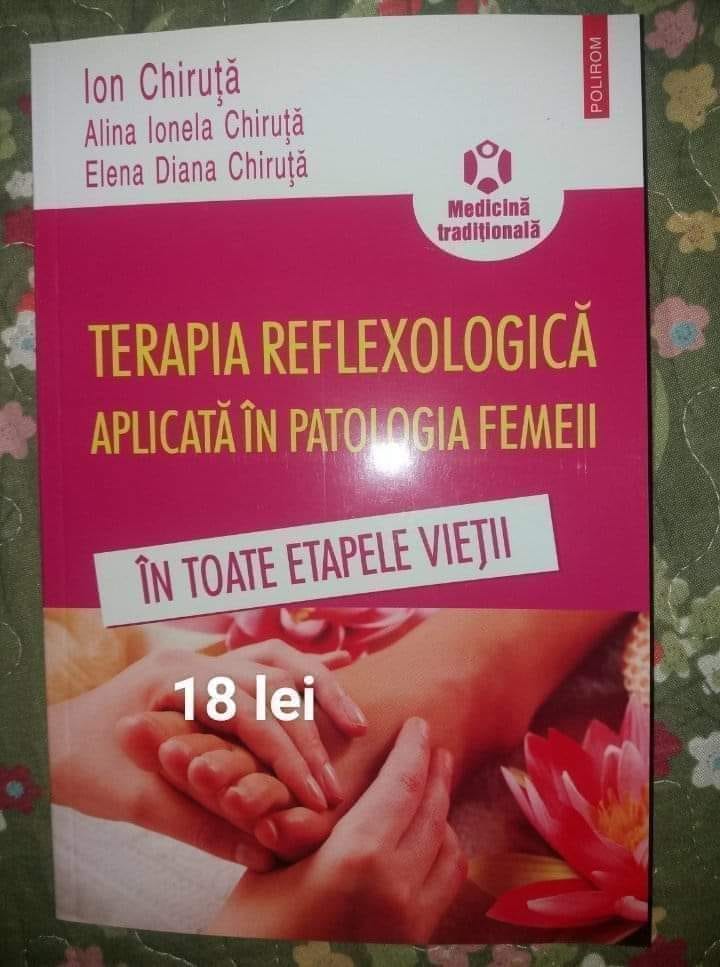 Ion Chiruță
Alina Ionela Chiruță
Elena Diana Chiruță
POLIROM
Medicină
tradițională
TERAPIA REFLEXOLOGICĂ
APLICATĂ ÎN PATOLOGIA FEMEII
ÎN TOATE ETAPELE VIEȚII
18 lei